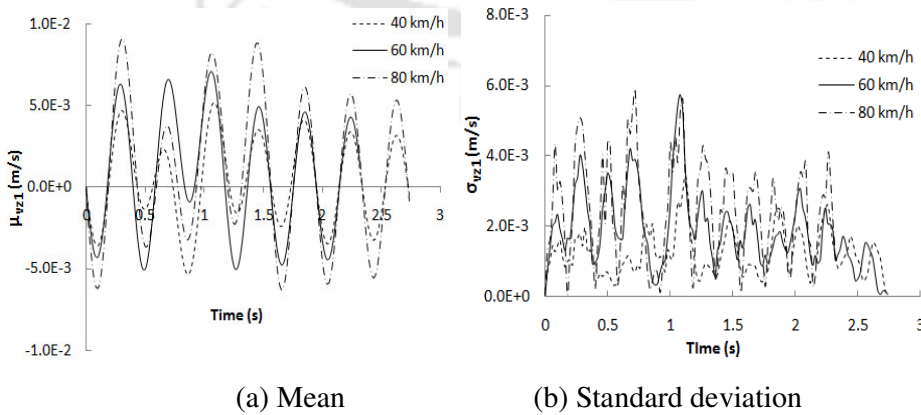 1.0E-2
5.0E-3
0.0E+0
-5.0E-3
-1.0E-2
μvz1 (m/s)
40 km/h
60 km/h
80 km/h
0 0.5 1 1.5 2 2.5 3
Time (s)
(a) Mean
8.0E-3
6.0E-3
4.0E-3
2.0E-3
0.0E+0
σvz1 (m/s)
40 km/h
60 km/h
80 km/h
0 0.5 1 1.5 2 2.5 3
TIme (s)
(b) Standard deviation